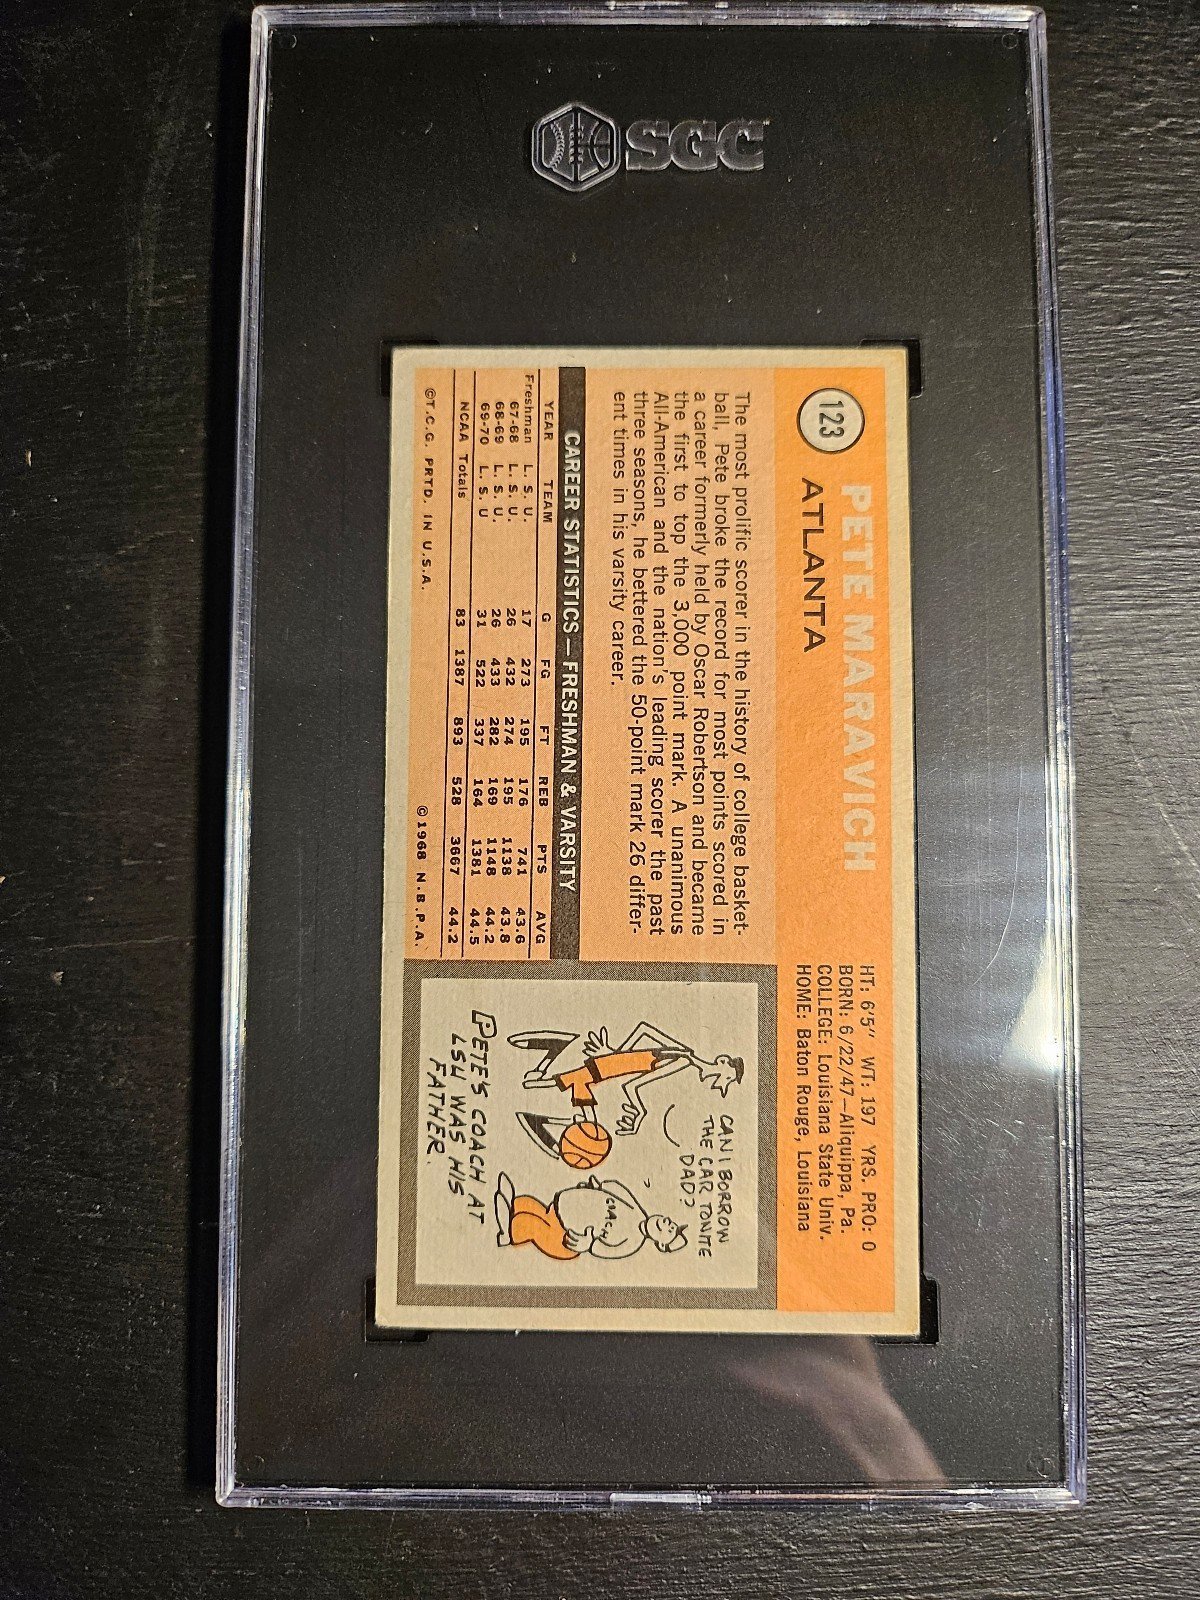 SGC
123
PETE MARAVICH
ATLANTA
HT: 6'5" WT: 197 YRS. PRO: 0
BORN: 6/22/47—Aliquippa, Pa.
COLLEGE: Louisiana State Univ.
HOME: Baton Rouge, Louisiana
The most prolific scorer in the history of college basket-
ball, Pete broke the record for most points scored in
a career formerly held by Oscar Robertson and became
the first to top the 3,000 point mark. A unanimous
All-American and the nation's leading scorer the past
three seasons, he bettered the 50-point mark 26 differ-
ent times in his varsity career.
CAREER STATISTICS — FRESHMAN & VARSITY
YEAR TEAM G FG FT REB PTS AVG
Freshman L. S. U. 17 273 195 176 741 43.6
67-68 L. S. U. 26 432 274 195 1138 43.8
68-69 L. S. U. 26 433 282 169 1148 44.2
69-70 L. S. U 31 522 337 164 1381 44.5
NCAA Totals 83 1387 893 528 3667 44.2
©T.C.G. PRTD. IN U.S.A. ©1968 N.B.P.A.
CAN I BORROW
THE CAR TONITE
DAD?
COACH
PETE'S COACH AT
LSU WAS HIS
FATHER.